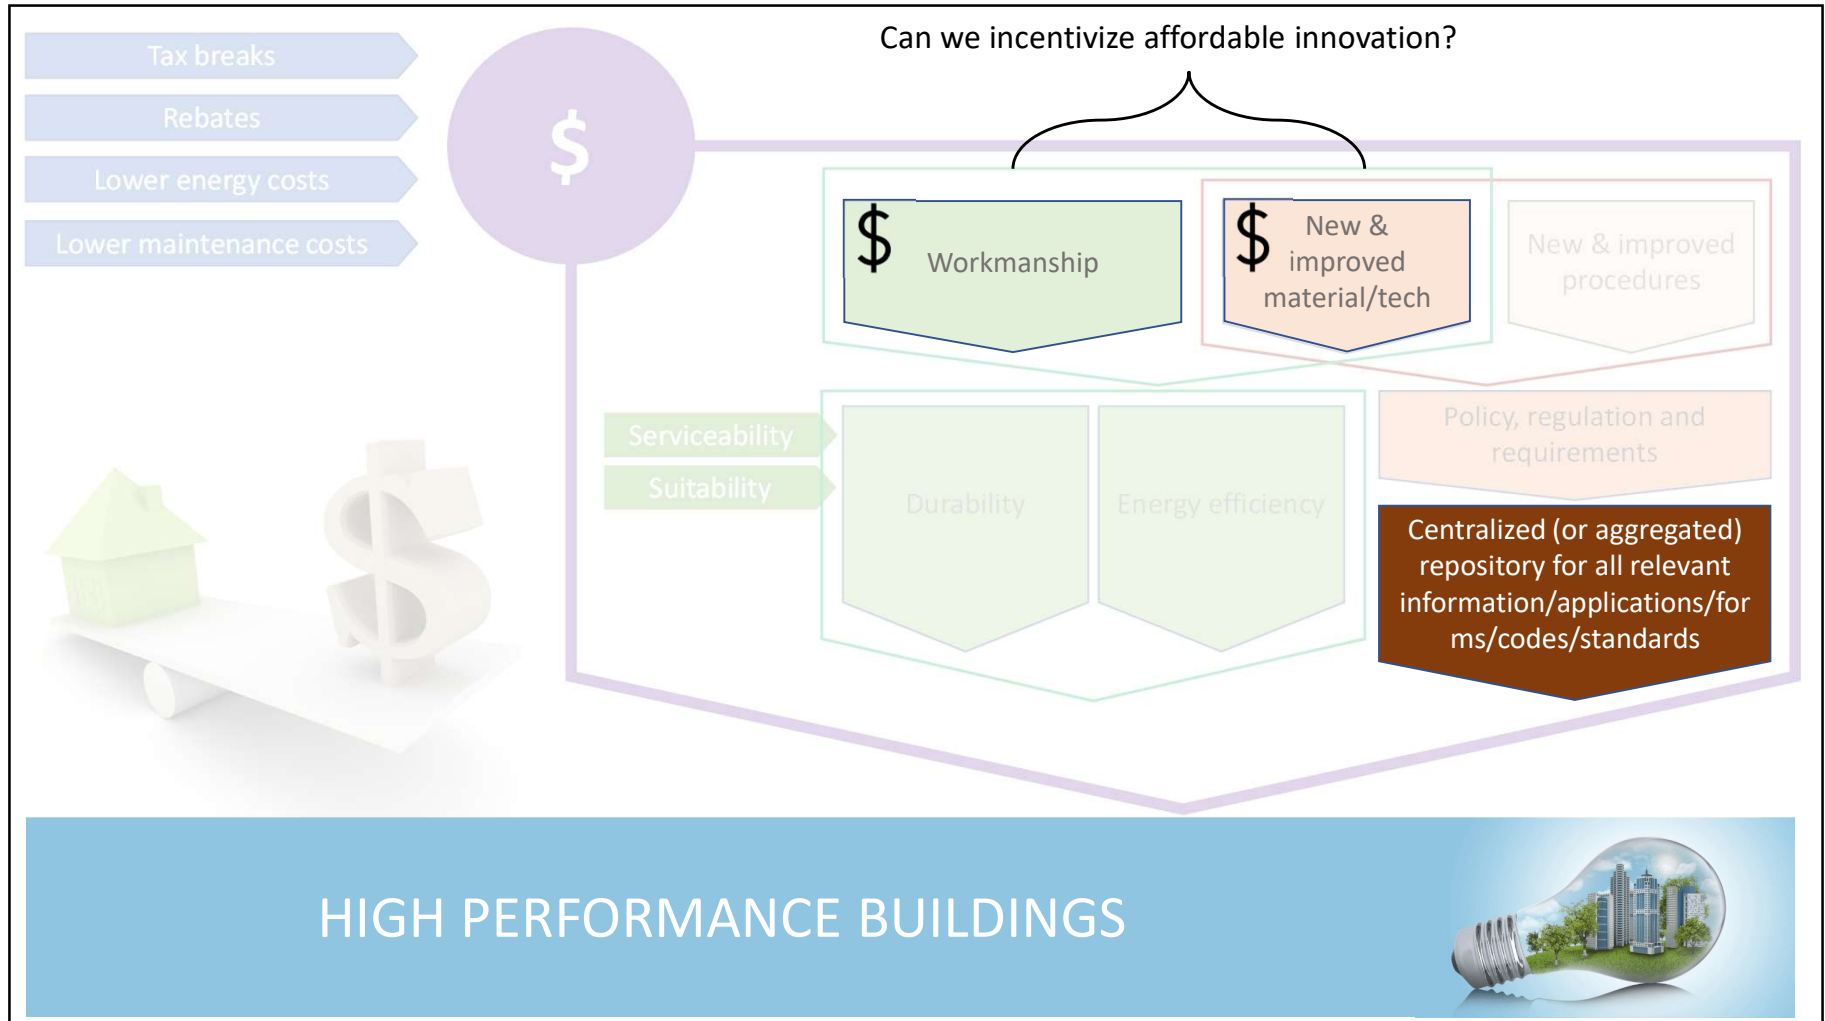 Can we incentivize affordable innovation?
Tax breaks
Rebates
Lower energy costs
Lower maintenance costs
$
$
Workmanship
$
New &
improved
material/tech
New & improved
procedures
Serviceability
Suitability
Durability
Energy efficiency
Policy, regulation and
requirements
Centralized (or aggregated)
repository for all relevant
information/applications/for
ms/codes/standards
HIGH PERFORMANCE BUILDINGS